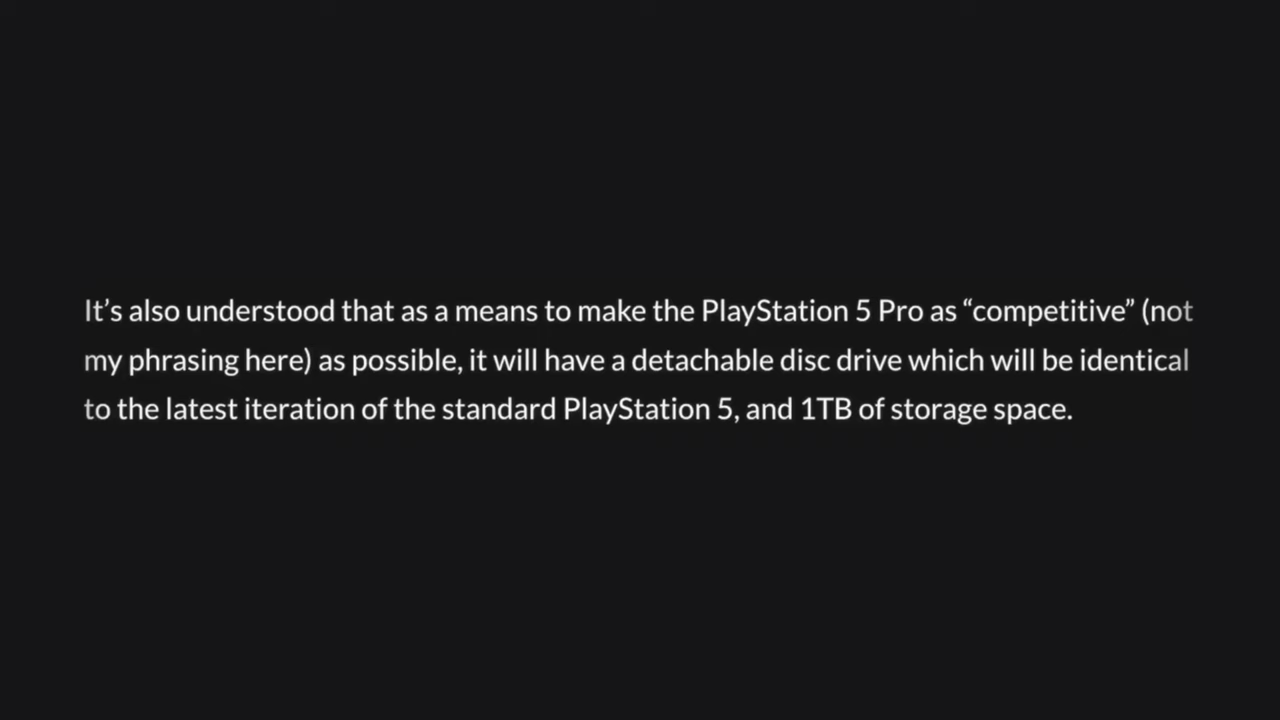 It’s also understood that as a means to make the PlayStation 5 Pro as “competitive” (not
my phrasing here) as possible, it will have a detachable disc drive which will be identical
to the latest iteration of the standard PlayStation 5, and 1TB of storage space.